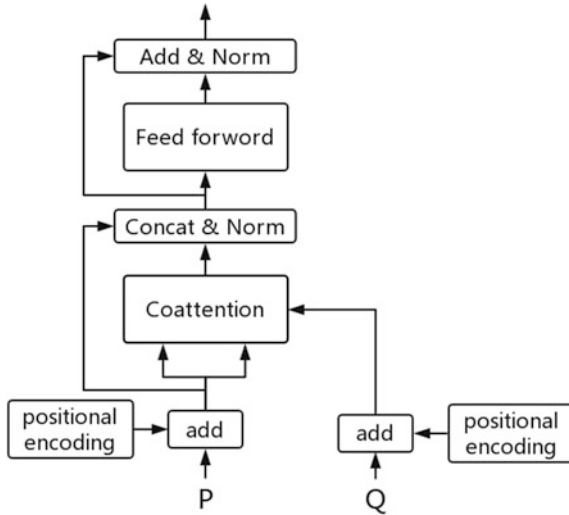 Add & Norm
Feed forword
Concat & Norm
Coattention
positional
encoding
add
add
positional
encoding
P
Q